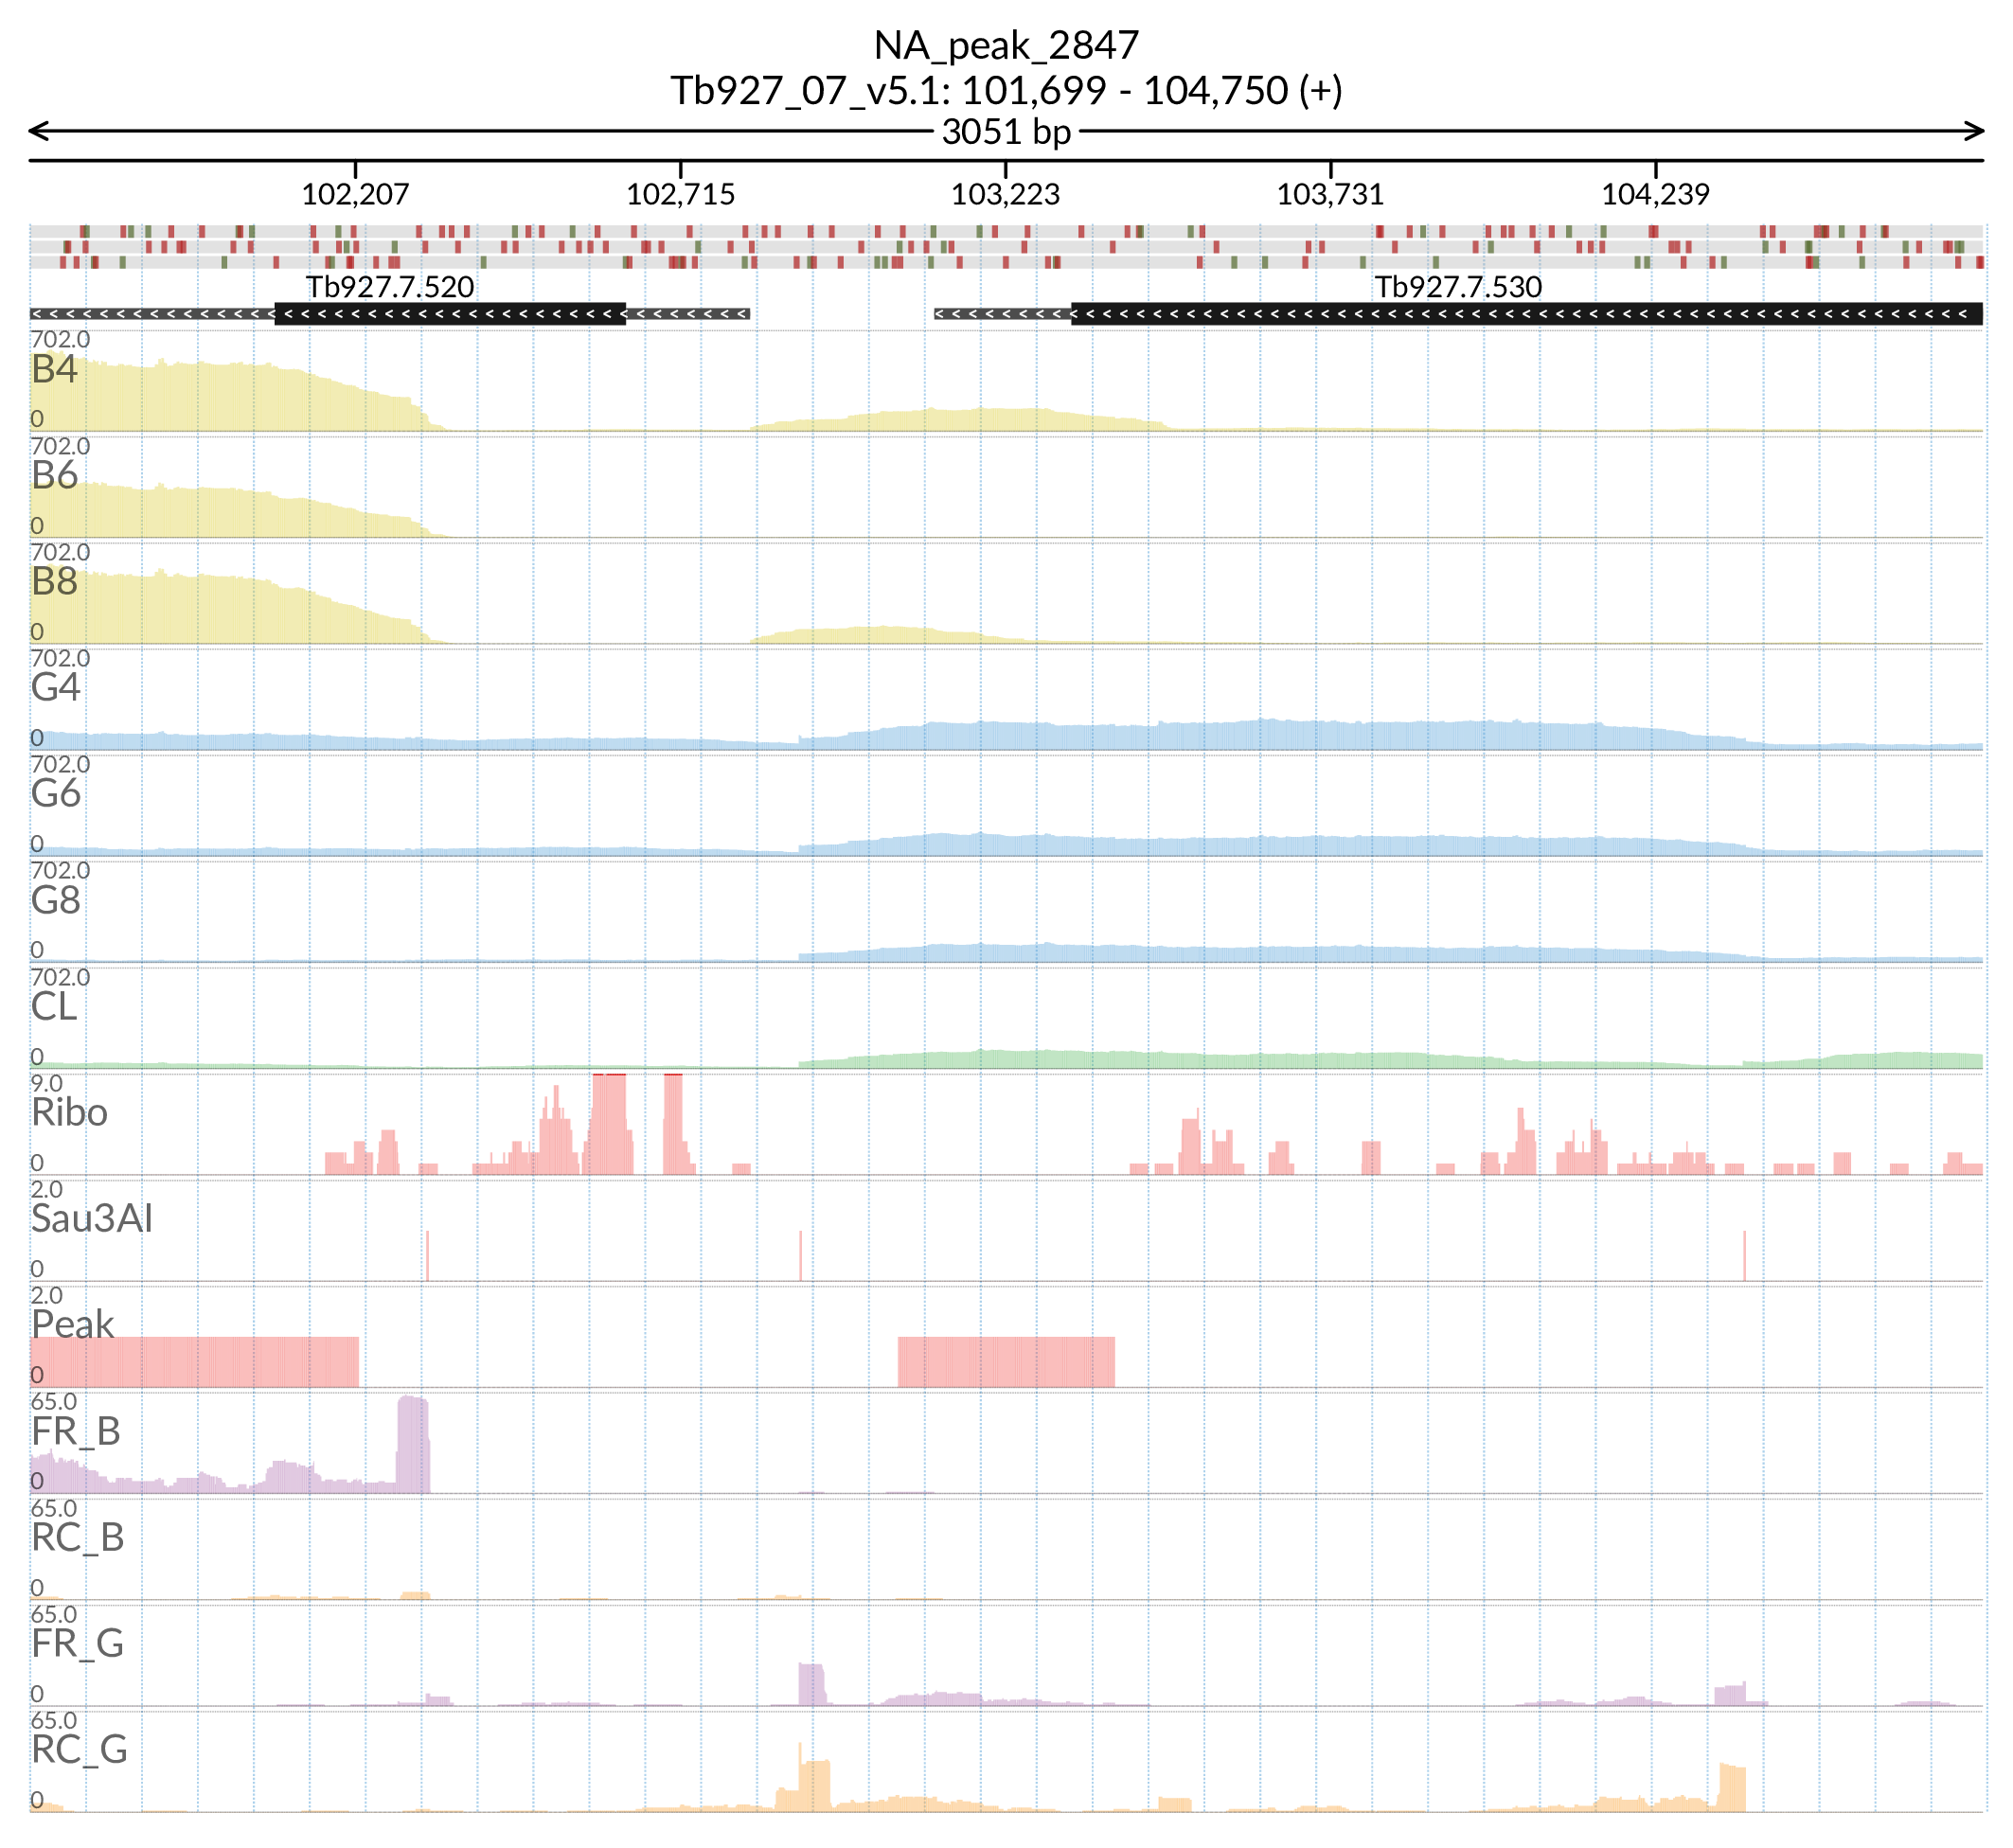 NA_peak_2847
Tb927_07_v5.1: 101,699 - 104,750 (+)
3051 bp
102,207 102,715 103,223 103,731 104,239
Tb927.7.520 Tb927.7.530
702.0
B4
0
702.0
B6
0
702.0
B8
0
702.0
G4
0
702.0
G6
0
702.0
G8
0
702.0
CL
0
9.0
Ribo
0
2.0
Sau3AI
0
2.0
Peak
0
65.0
FR_B
0
65.0
RC_B
0
65.0
FR_G
0
65.0
RC_G
0